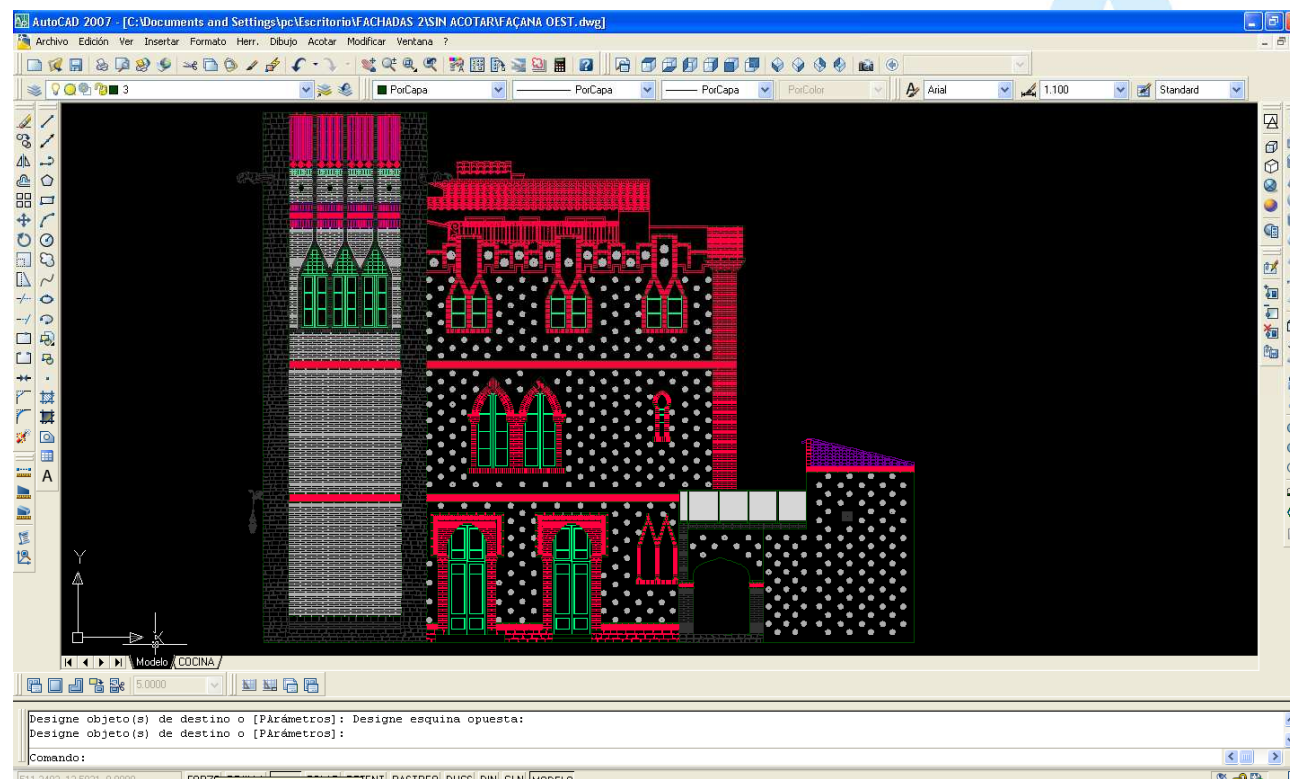 AutoCAD 2007 - [C:\Documents and Settings\pc\Escritorio\FACHADAS 2\SIN ACOTAR\FAÇANA OEST.dwg]
Archivo Edición Ver Insertar Formato Herr. Dibujo Acotar Modificar Ventana ?
3 PorCapa PorCapa PorCapa PorColor Arial 1.100 Standard
A
Y
X
Modelo COCINA
5.0000
Designe objeto(s) de destino o [PArámetros]: Designe esquina opuesta:
Designe objeto(s) de destino o [PArámetros]:
Comando: